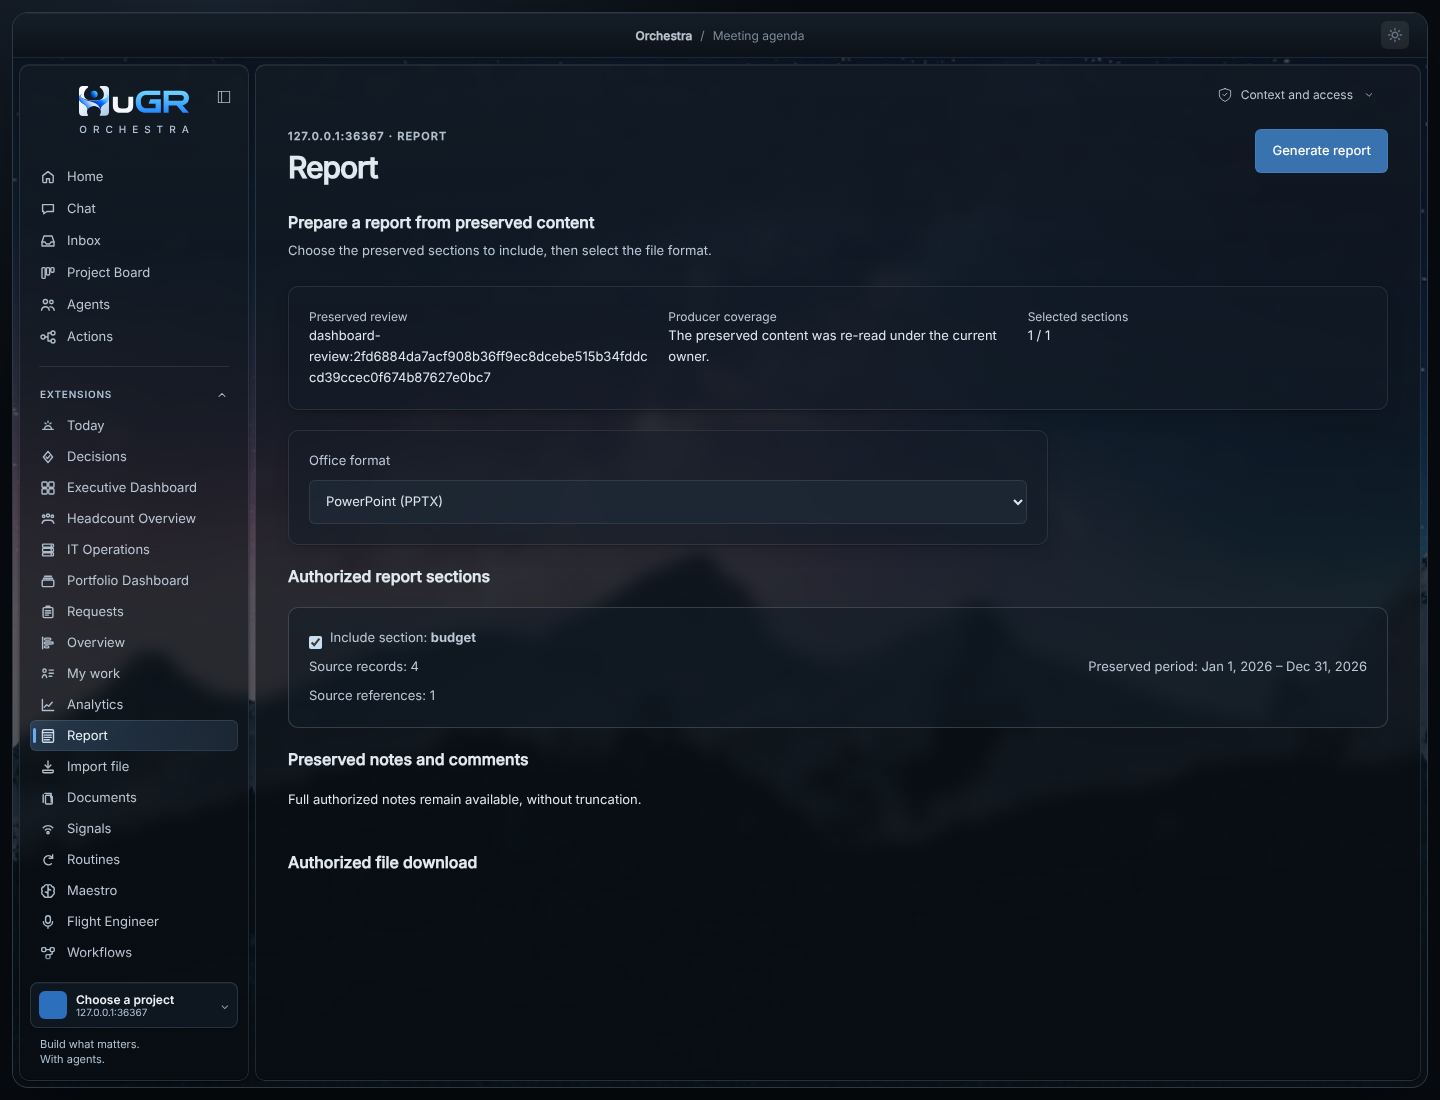 Orchestra / Meeting agenda
HuGR
ORCHESTRA
Home
Chat
Inbox
Project Board
Agents
Actions
EXTENSIONS
Today
Decisions
Executive Dashboard
Headcount Overview
IT Operations
Portfolio Dashboard
Requests
Overview
My work
Analytics
Report
Import file
Documents
Signals
Routines
Maestro
Flight Engineer
Workflows
Choose a project
127.0.0.1:36367
Build what matters.
With agents.
Context and access
127.0.0.1:36367 · REPORT
Report
Generate report
Prepare a report from preserved content
Choose the preserved sections to include, then select the file format.
Preserved review
dashboard-
review:2fd6884da7acf908b36ff9ec8dcebe515b34fddc
cd39ccec0f674b87627e0bc7
Producer coverage
The preserved content was re-read under the current
owner.
Selected sections
1 / 1
Office format
PowerPoint (PPTX)
Authorized report sections
Include section: budget
Source records: 4
Preserved period: Jan 1, 2026 – Dec 31, 2026
Source references: 1
Preserved notes and comments
Full authorized notes remain available, without truncation.
Authorized file download